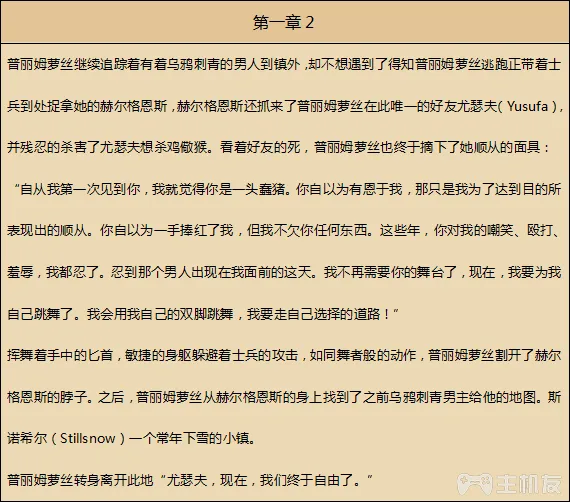 第一章 2
普丽姆萝丝继续追踪着有着乌鸦刺青的男人到镇外，却不想遇到了得知普丽姆萝丝逃跑正带着士
兵到处捉拿她的赫尔格恩斯，赫尔格恩斯还抓来了普丽姆萝丝在此唯一的好友尤瑟夫（Yusufa），
并残忍的杀害了尤瑟夫想杀鸡儆猴。看着好友的死，普丽姆萝丝也终于摘下了她顺从的面具：
“自从我第一次见到你，我就觉得你是一头蠢猪。你自以为有恩于我，那只是我为了达到目的所
表现出的顺从。你自以为一手捧红了我，但我不欠你任何东西。这些年，你对我的嘲笑、殴打、
羞辱，我都忍了。忍到那个男人出现在我面前的这天。我不再需要你的舞台了，现在，我要为我
自己跳舞了。我会用我自己的双脚跳舞，我要走自己选择的道路！”
挥舞着手中的匕首，敏捷的身躯躲避着士兵的攻击，如同舞者般的动作，普丽姆萝丝割开了赫尔
格恩斯的脖子。之后，普丽姆萝丝从赫尔格恩斯的身上找到了之前乌鸦刺青男主给他的地图。斯
诺希尔（Stillsnow）一个常年下雪的小镇。
普丽姆萝丝转身离开此地“尤瑟夫，现在，我们终于自由了。”
主机友